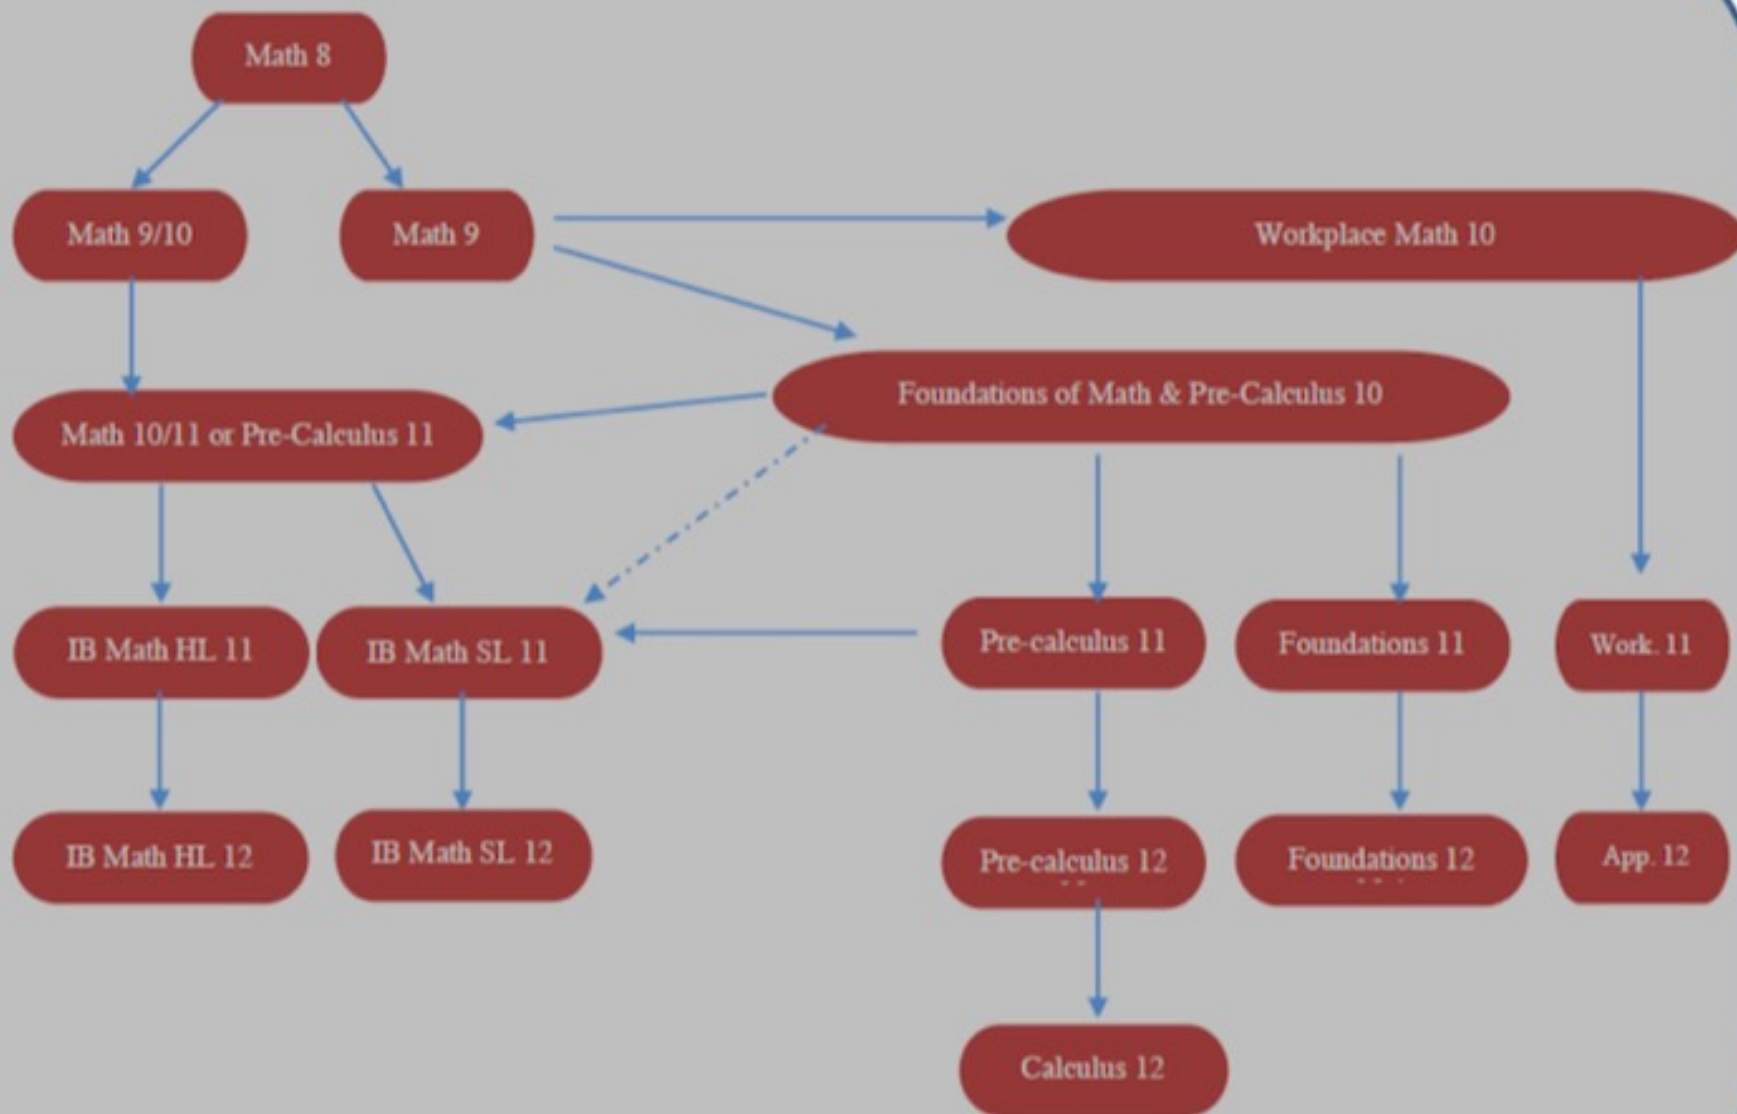 Math 8
Math 9/10
Math 9
Workplace Math 10
Foundations of Math & Pre-Calculus 10
Math 10/11 or Pre-Calculus 11
IB Math HL 11
IB Math SL 11
Pre-calculus 11
Foundations 11
Work. 11
IB Math HL 12
IB Math SL 12
Pre-calculus 12
Foundations 12
App. 12
Calculus 12